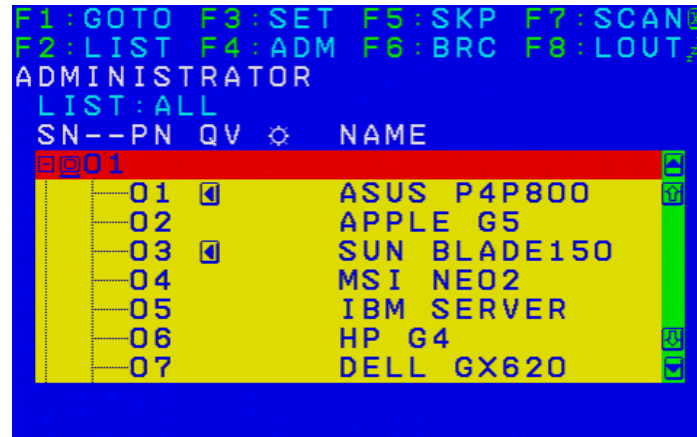 F1:GOTO F3:SET F5:SKP F7:SCAN
F2:LIST F4:ADM F6:BRC F8:LOUT
ADMINISTRATOR
LIST:ALL
SN--PN QV ☼ NAME
01
01 ASUS P4P800
02 APPLE G5
03 SUN BLADE150
04 MSI NEO2
05 IBM SERVER
06 HP G4
07 DELL GX620